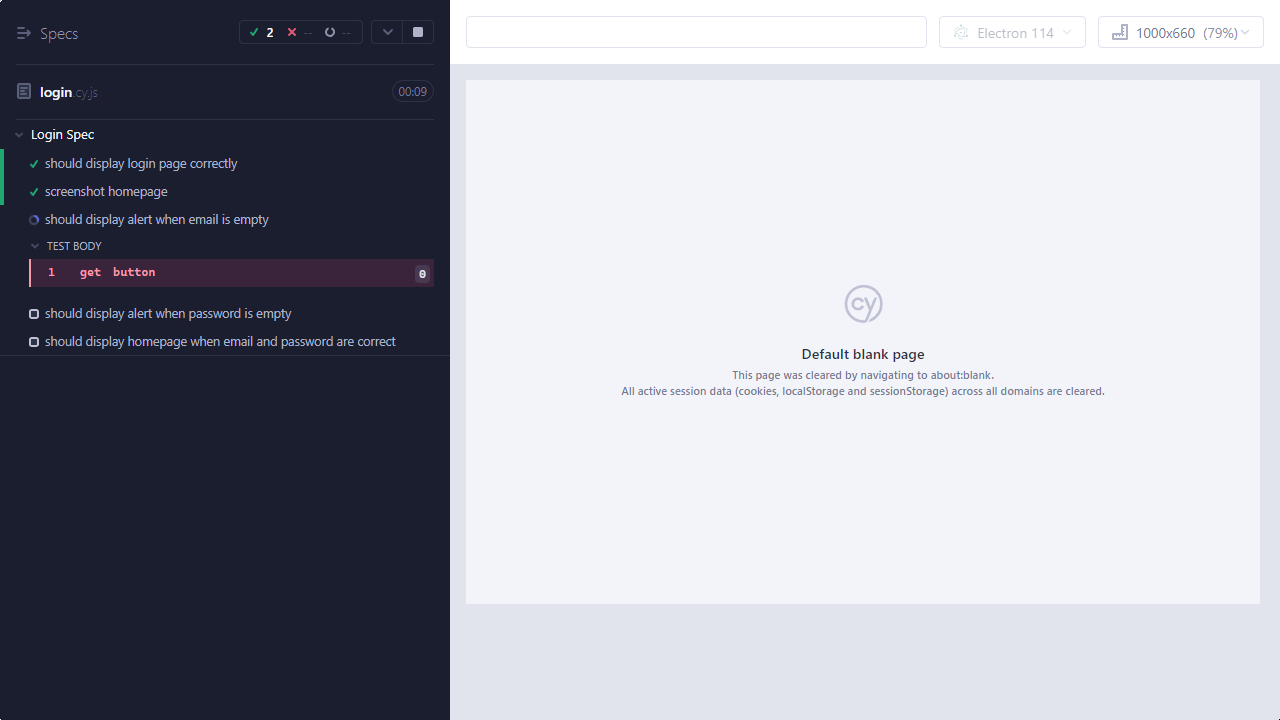 Specs
2 -- --
login.cy.js
00:09
Login Spec
should display login page correctly
screenshot homepage
should display alert when email is empty
TEST BODY
1 get button 0
should display alert when password is empty
should display homepage when email and password are correct
Electron 114
1000x660 (79%)
cy
Default blank page
This page was cleared by navigating to about:blank.
All active session data (cookies, localStorage and sessionStorage) across all domains are cleared.